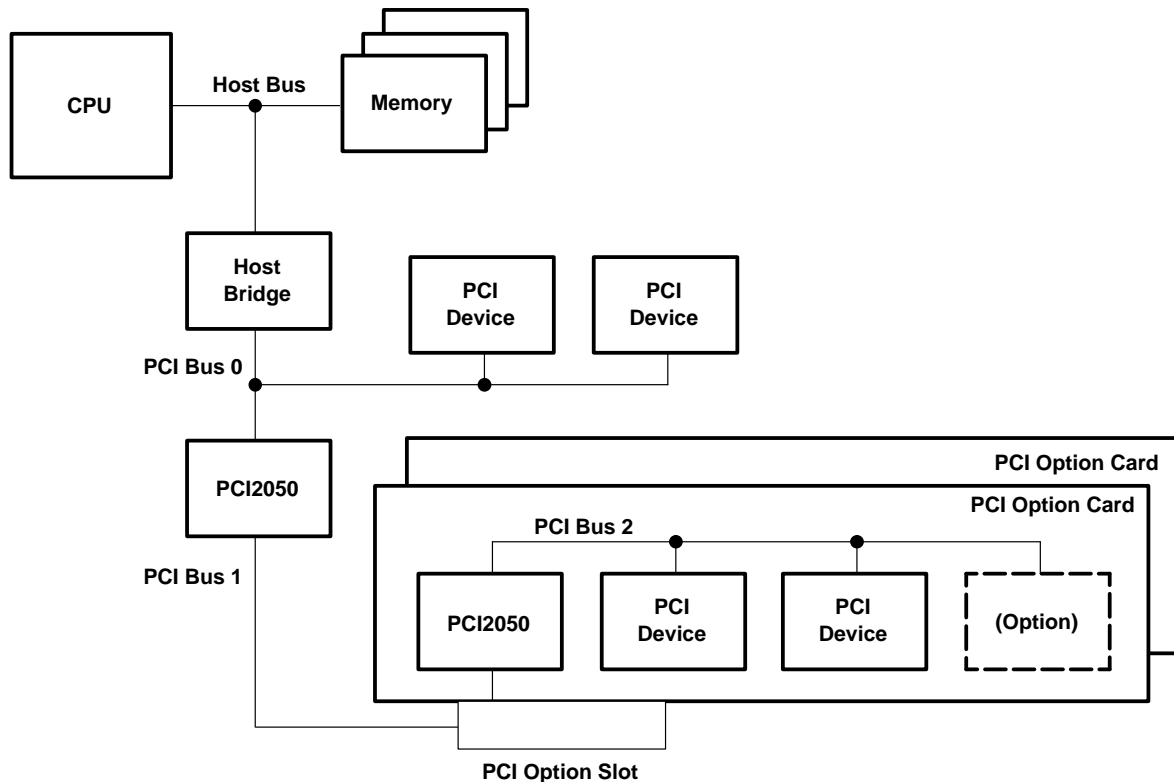 Host Bus
CPU
Memory
Host
Bridge
PCI
Device
PCI
Device
PCI Bus 0
PCI2050
PCI Option Card
PCI Option Card
PCI Bus 2
PCI Bus 1
PCI2050
PCI
Device
PCI
Device
(Option)
PCI Option Slot